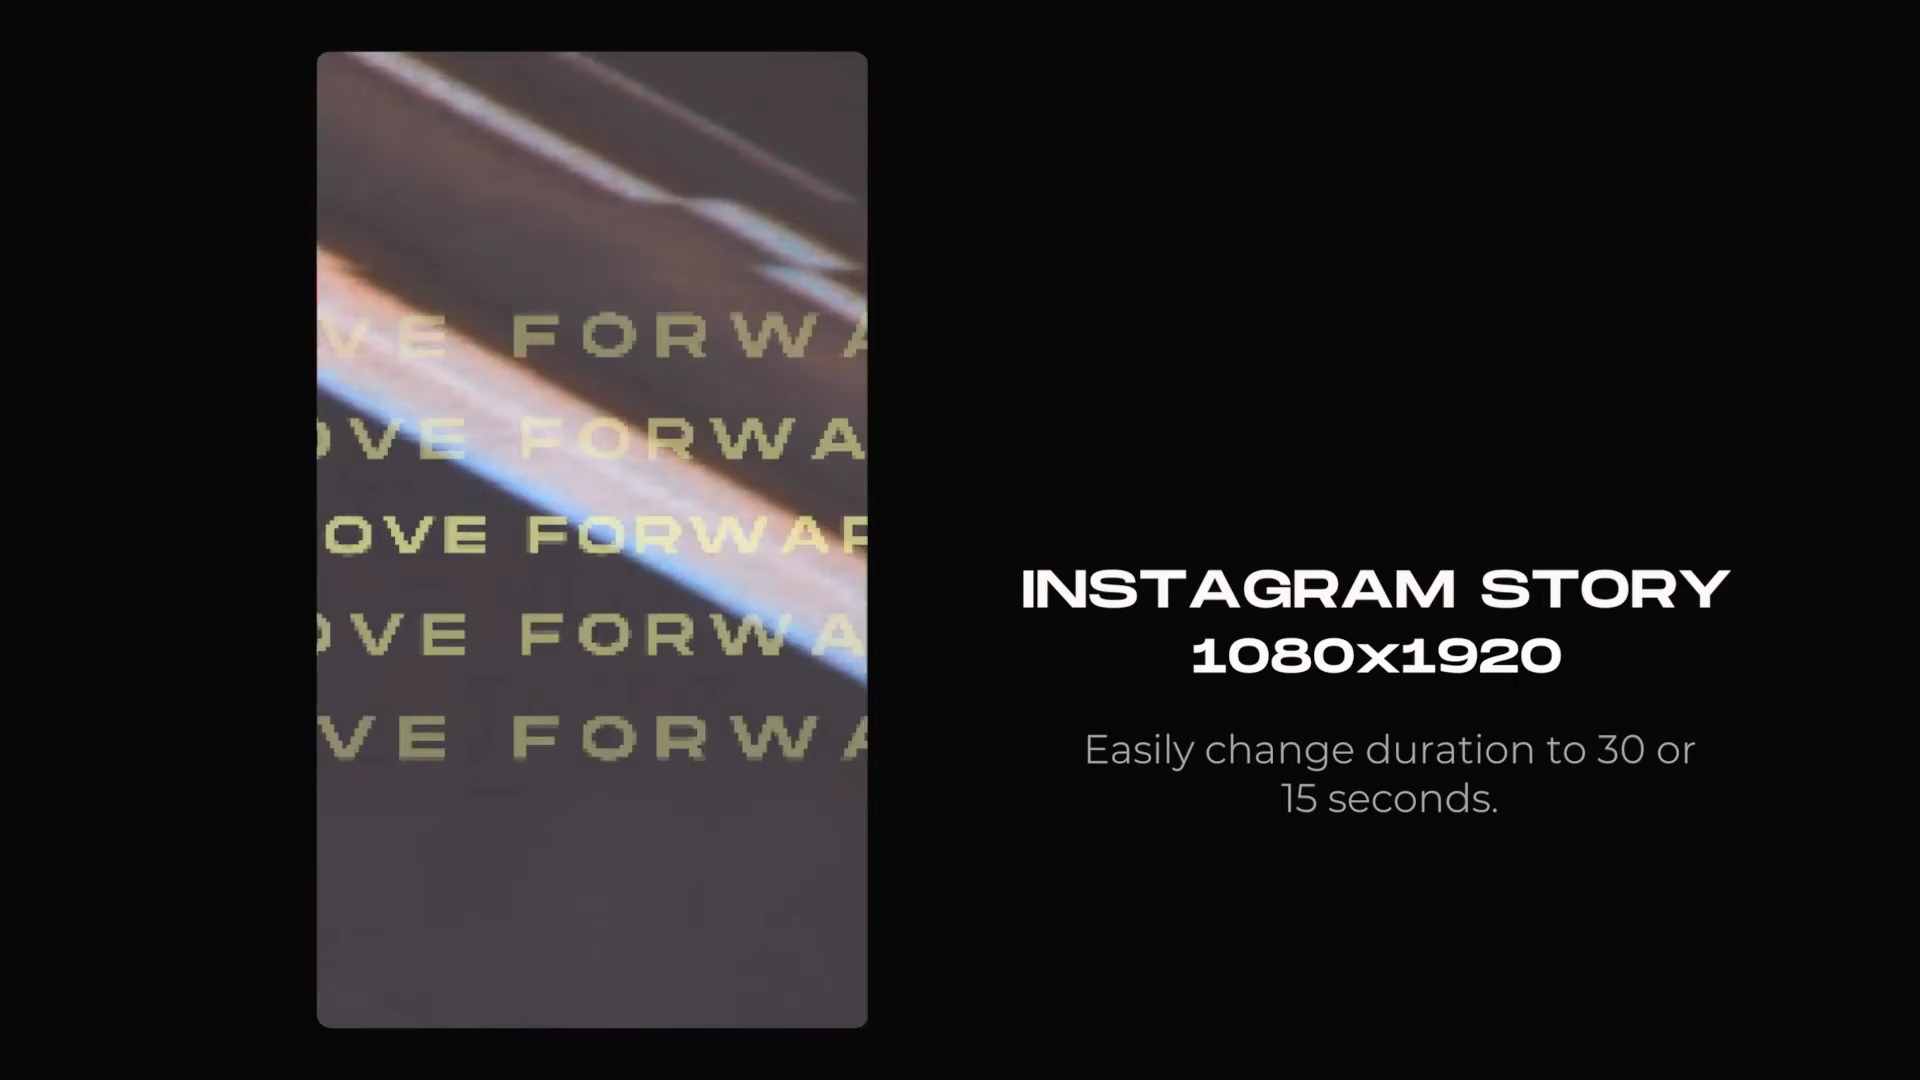 VE FORWA
OVE FORWA
OVE FORWAR
OVE FORWA
VE FORWA
INSTAGRAM STORY
1080x1920
Easily change duration to 30 or
15 seconds.